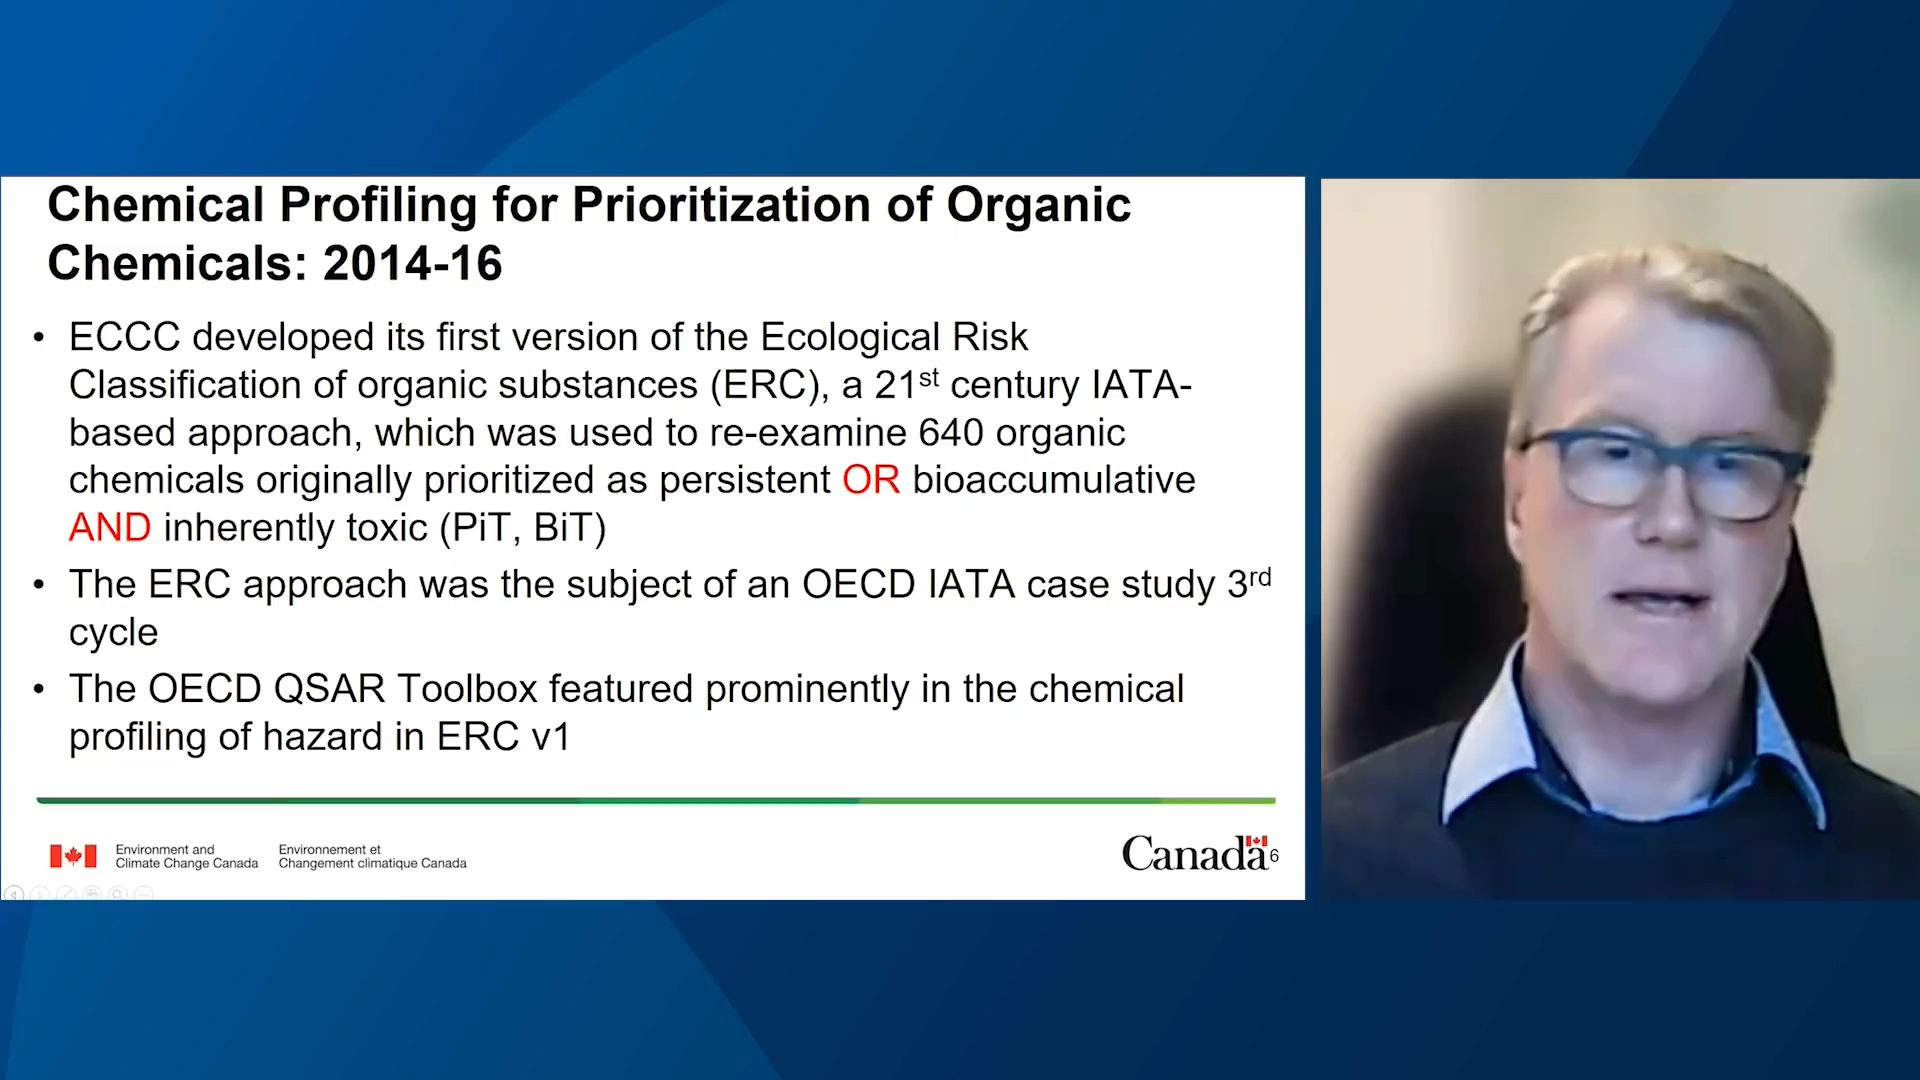 Chemical Profiling for Prioritization of Organic
Chemicals: 2014-16
• ECCC developed its first version of the Ecological Risk
Classification of organic substances (ERC), a 21st century IATA-
based approach, which was used to re-examine 640 organic
chemicals originally prioritized as persistent OR bioaccumulative
AND inherently toxic (PiT, BiT)
• The ERC approach was the subject of an OECD IATA case study 3rd
cycle
• The OECD QSAR Toolbox featured prominently in the chemical
profiling of hazard in ERC v1
Environment and
Climate Change Canada
Environnement et
Changement climatique Canada
Canada
6